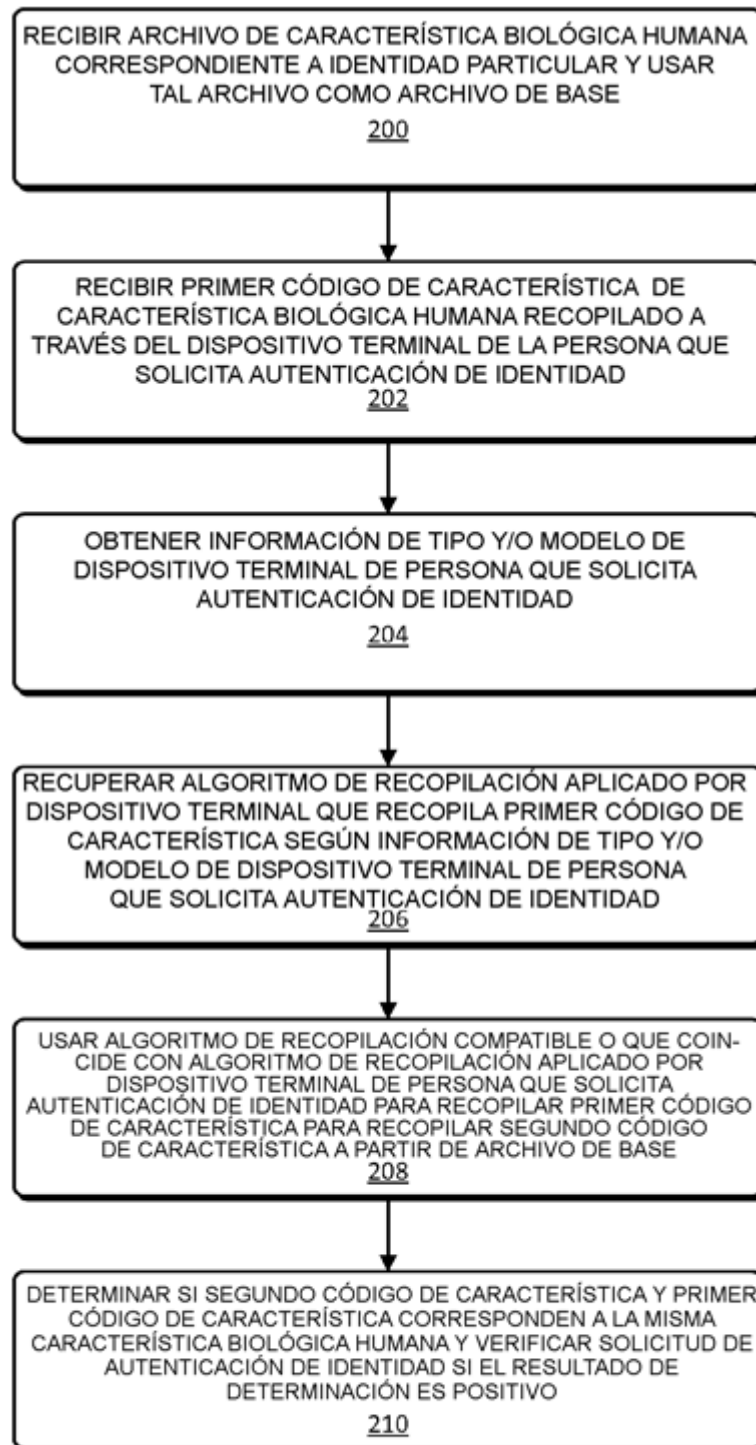 RECIBIR ARCHIVO DE CARACTERÍSTICA BIOLÓGICA HUMANA
CORRESPONDIENTE A IDENTIDAD PARTICULAR Y USAR
TAL ARCHIVO COMO ARCHIVO DE BASE
200
RECIBIR PRIMER CÓDIGO DE CARACTERÍSTICA DE
CARACTERÍSTICA BIOLÓGICA HUMANA RECOPILADO A
TRAVÉS DEL DISPOSITIVO TERMINAL DE LA PERSONA QUE
SOLICITA AUTENTICACIÓN DE IDENTIDAD
202
OBTENER INFORMACIÓN DE TIPO Y/O MODELO DE
DISPOSITIVO TERMINAL DE PERSONA QUE SOLICITA
AUTENTICACIÓN DE IDENTIDAD
204
RECUPERAR ALGORITMO DE RECOPILACIÓN APLICADO POR
DISPOSITIVO TERMINAL QUE RECOPILA PRIMER CÓDIGO DE
CARACTERÍSTICA SEGÚN INFORMACIÓN DE TIPO Y/O
MODELO DE DISPOSITIVO TERMINAL DE PERSONA
QUE SOLICITA AUTENTICACIÓN DE IDENTIDAD
206
USAR ALGORITMO DE RECOPILACIÓN COMPATIBLE O QUE COIN-
CIDE CON ALGORITMO DE RECOPILACIÓN APLICADO POR
DISPOSITIVO TERMINAL DE PERSONA QUE SOLICITA
AUTENTICACIÓN DE IDENTIDAD PARA RECOPILAR PRIMER CÓDIGO
DE CARACTERÍSTICA PARA RECOPILAR SEGUNDO CÓDIGO
DE CARACTERÍSTICA A PARTIR DE ARCHIVO DE BASE
208
DETERMINAR SI SEGUNDO CÓDIGO DE CARACTERÍSTICA Y PRIMER
CÓDIGO DE CARACTERÍSTICA CORRESPONDEN A LA MISMA
CARACTERÍSTICA BIOLÓGICA HUMANA Y VERIFICAR SOLICITUD DE
AUTENTICACIÓN DE IDENTIDAD SI EL RESULTADO DE
DETERMINACIÓN ES POSITIVO
210